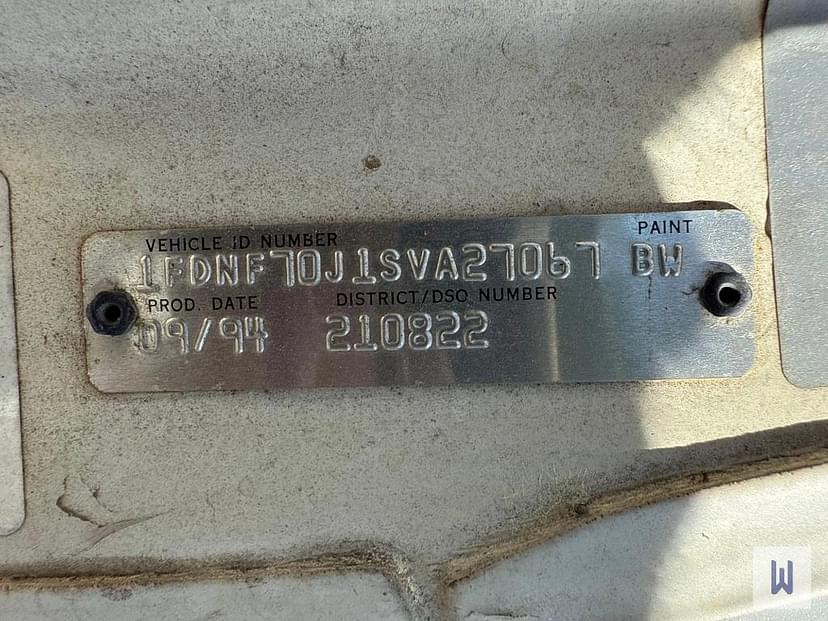 VEHICLE ID NUMBER PAINT
1FDNF70J1SVA27067 BW
PROD. DATE DISTRICT/DSO NUMBER
09/94 210822
W